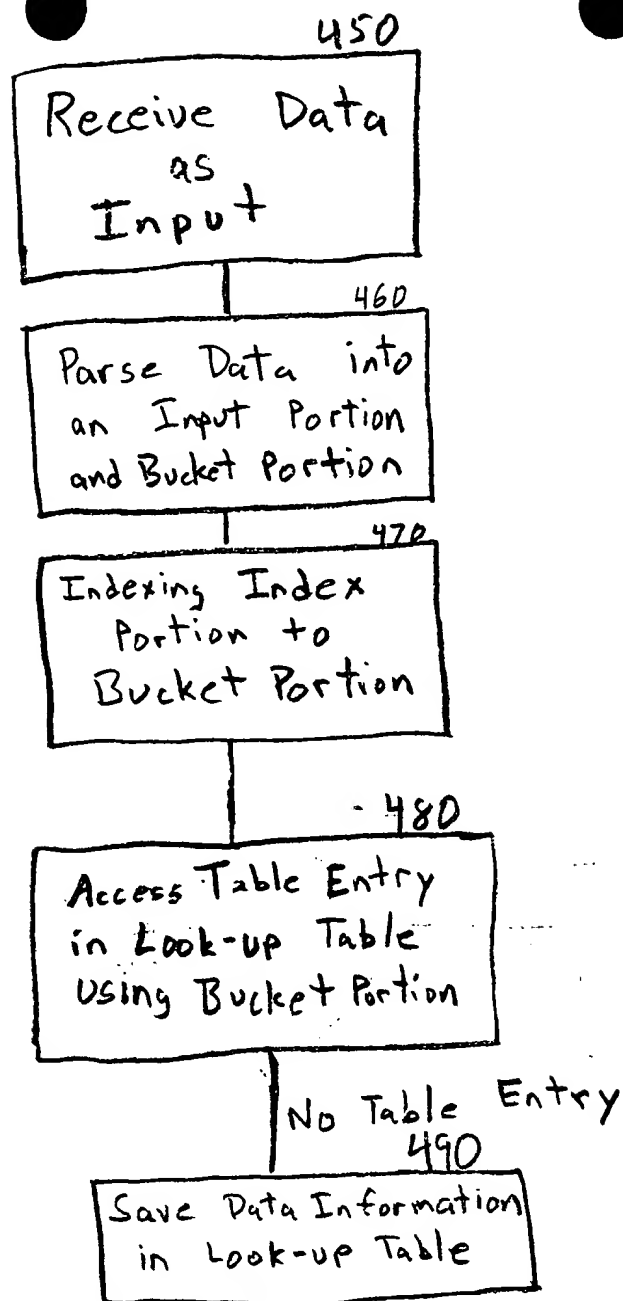 450
Receive Data
as
Input
460
Parse Data into
an Input Portion
and Bucket Portion
470
Indexing Index
Portion to
Bucket Portion
480
Access Table Entry
in Look-up Table
Using Bucket Portion
No Table Entry
490
Save Data Information
in Look-up Table